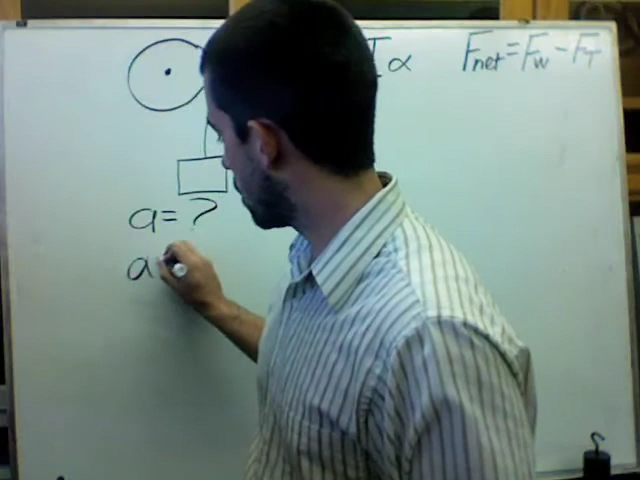 Iα
Fnet = Fw - FT
a = ?
a